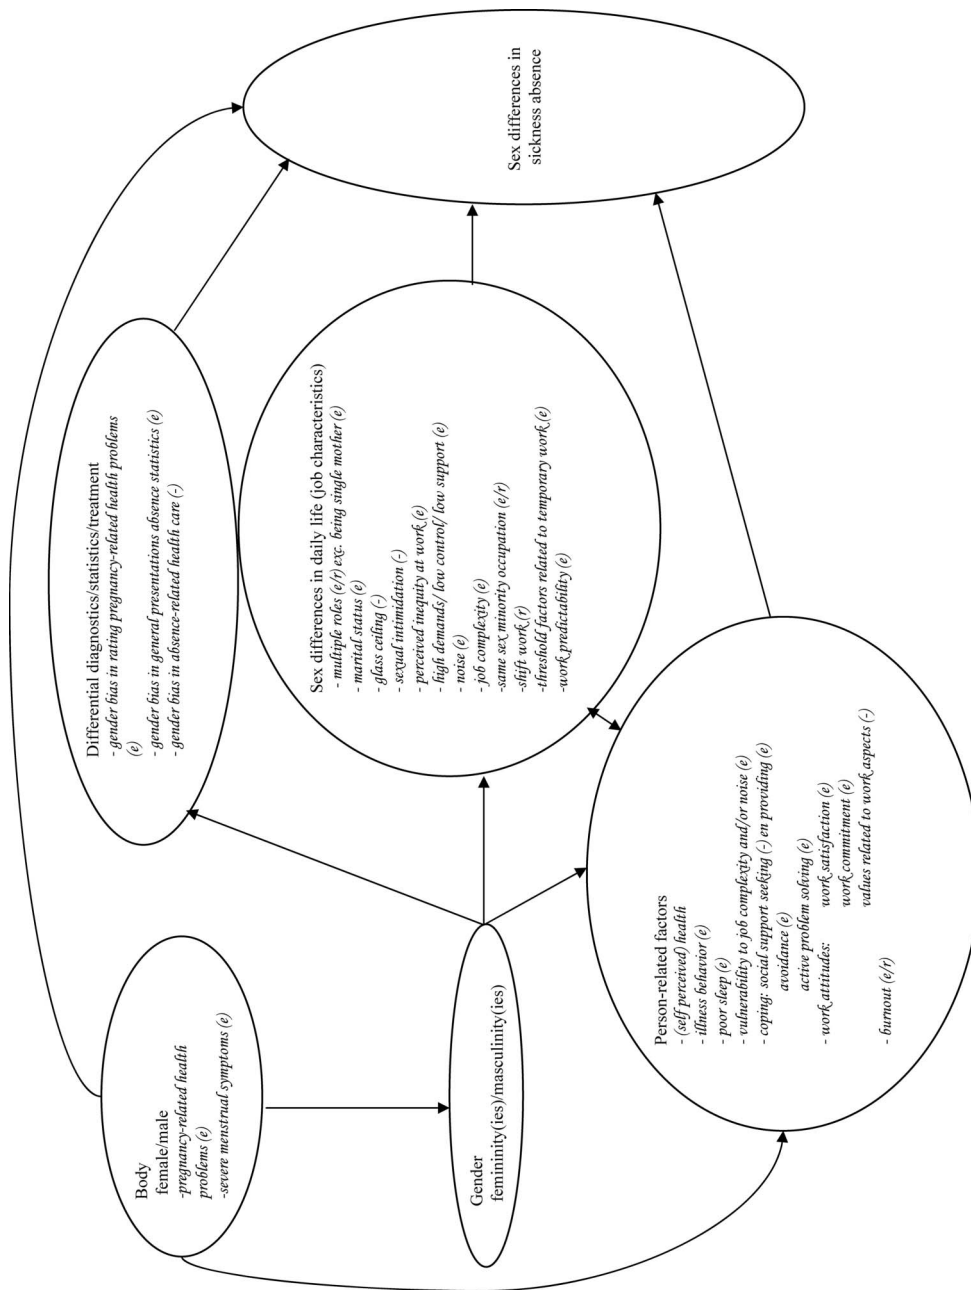 Body
female/male
-pregnancy-related health
problems (e)
-severe menstrual symptoms (e)
Gender
femininity(ies)/masculinity(ies)
Differential diagnostics/statistics/treatment
- gender bias in rating pregnancy-related health problems
(e)
- gender bias in general presentations absence statistics (e)
- gender bias in absence-related health care (-)
Sex differences in daily life (job characteristics)
- multiple roles (e/r) exc. being single mother (e)
- marital status (e)
- glass ceiling (-)
- sexual intimidation (-)
- perceived inequity at work (e)
- high demands/ low control/ low support (e)
- noise (e)
- job complexity (e)
-same sex minority occupation (e/r)
-shift work (r)
-threshold factors related to temporary work (e)
-work predictability (e)
Person-related factors
- (self perceived) health
- illness behavior (e)
- poor sleep (e)
- vulnerability to job complexity and/or noise (e)
- coping: social support seeking (-) en providing (e)
avoidance (e)
active problem solving (e)
- work attitudes: work satisfaction (e)
work commitment (e)
values related to work aspects (-)
- burnout (e/r)
Sex differences in
sickness absence